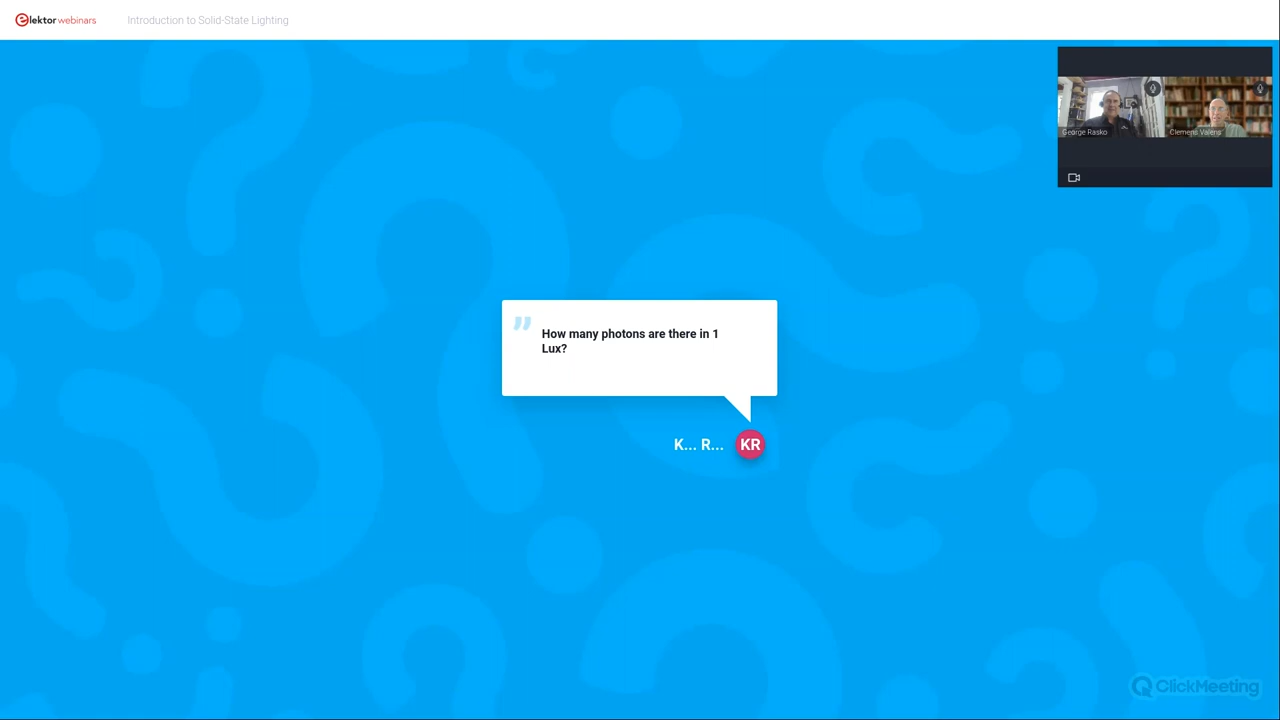 elektor webinars
Introduction to Solid-State Lighting
George Rasko
Clemens Valens
How many photons are there in 1
Lux?
K... R...
KR
ClickMeeting